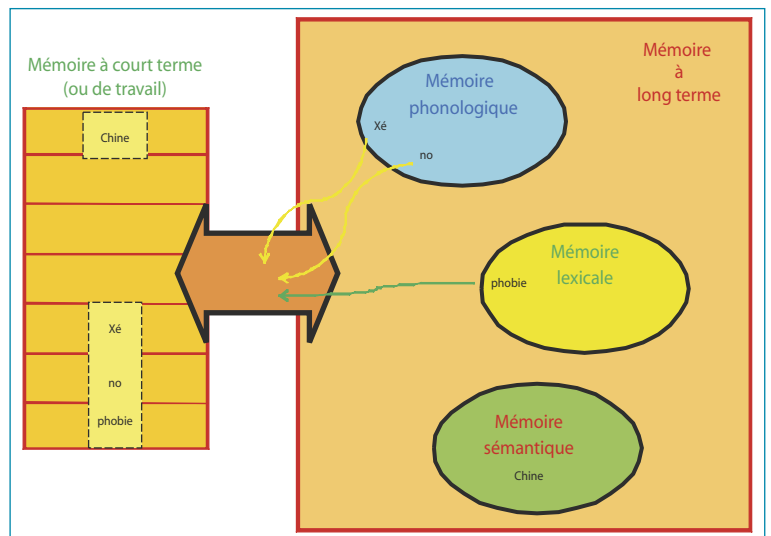 Mémoire à court terme
(ou de travail)
Chine
Xé
no
phobie
Mémoire
phonologique
Xé
no
Mémoire
à
long terme
phobie
Mémoire
lexicale
Mémoire
sémantique
Chine